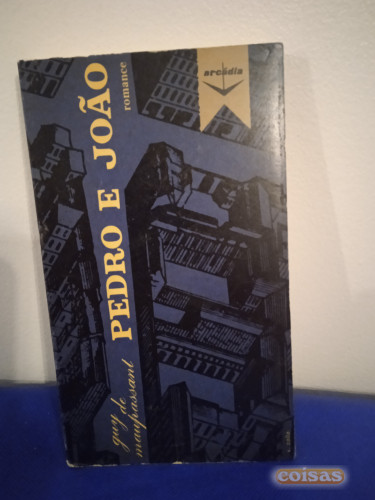 arcádia
PEDRO E JOÃO
romance
guy de
maupassant
coisas